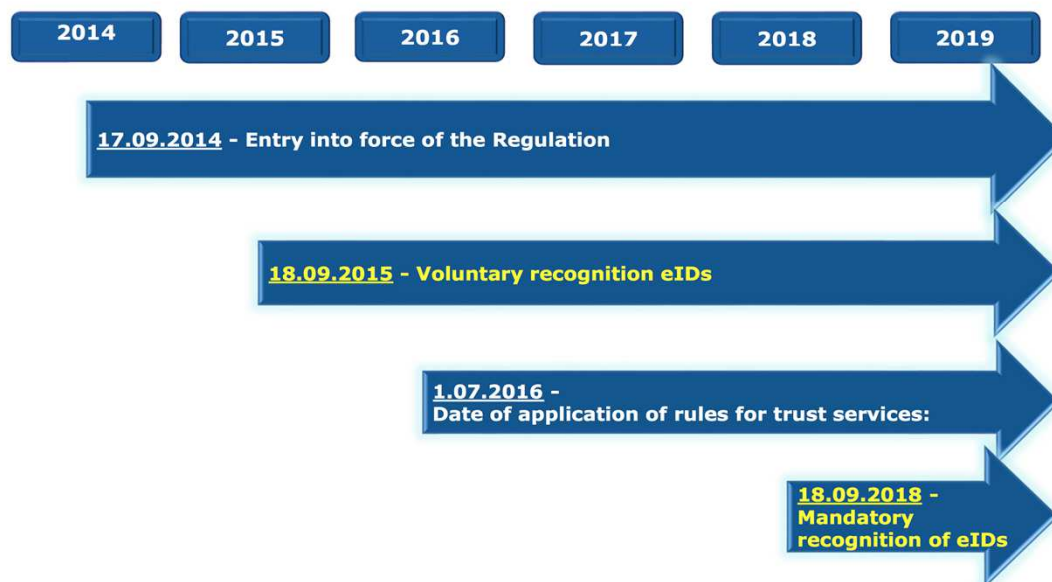 2014
2015
2016
2017
2018
2019
17.09.2014 - Entry into force of the Regulation
18.09.2015 - Voluntary recognition eIDs
1.07.2016 -
Date of application of rules for trust services:
18.09.2018 -
Mandatory
recognition of eIDs